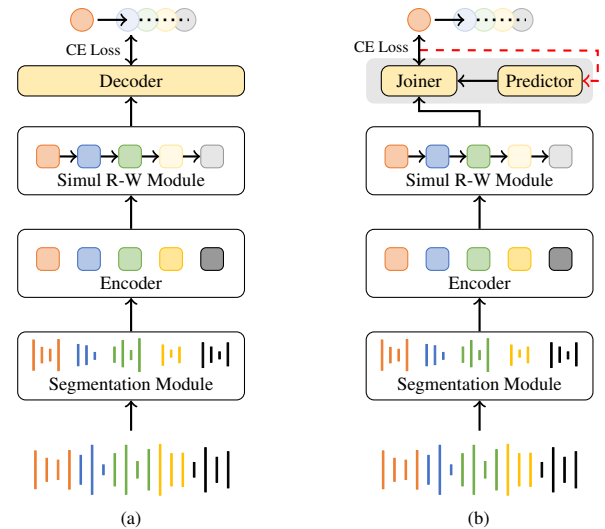 CE Loss
Decoder
Simul R-W Module
Encoder
Segmentation Module
(a)
CE Loss
Joiner
Predictor
Simul R-W Module
Encoder
Segmentation Module
(b)